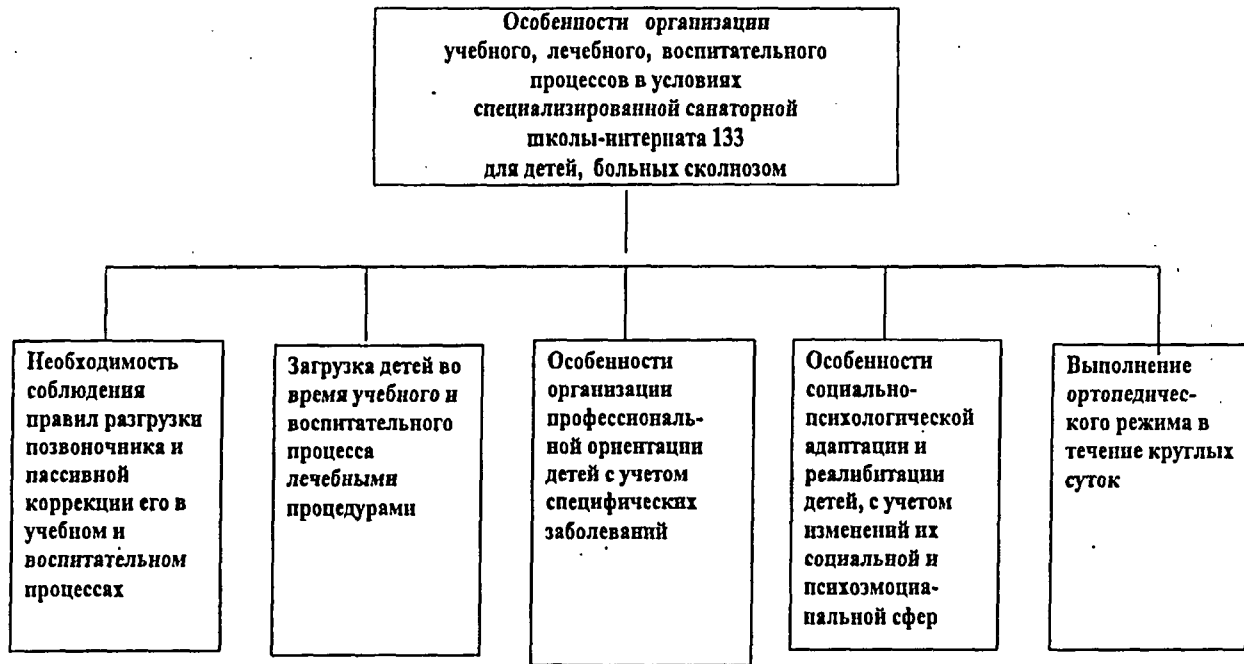 Особенности организации
учебного, лечебного, воспитательного
процессов в условиях
специализированной санаторной
школы-интерната 133
для детей, больных сколиозом
Необходимость
соблюдения
правил разгрузки
позвоночника и
пассивной
коррекции его в
учебном и
воспитательном
процессах
Загрузка детей во
время учебного и
воспитательного
процесса
лечебными
процедурами
Особенности
организации
профессиональ-
ной ориентации
детей с учетом
специфических
заболеваний
Особенности
социально-
психологической
адаптации и
реалибитации
детей, с учетом
изменений их
социальной и
психоэмоциа-
нальной сфер
Выполнение
ортопедичес-
кого режима в
течение круглых
суток